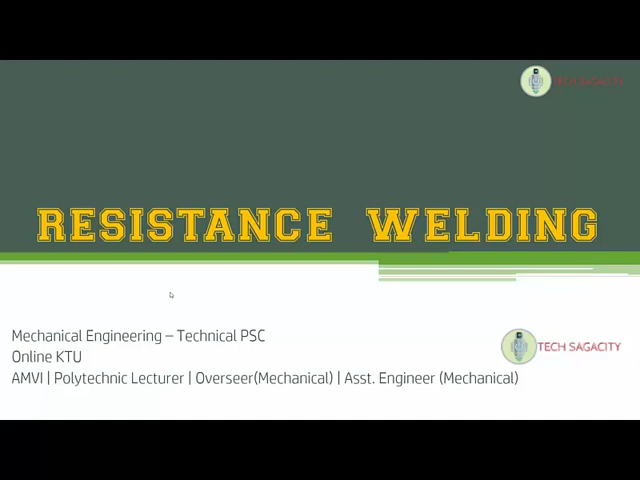 TECH SAGACITY
RESISTANCE WELDING
Mechanical Engineering – Technical PSC
Online KTU
TECH SAGACITY
AMVI | Polytechnic Lecturer | Overseer(Mechanical) | Asst. Engineer (Mechanical)